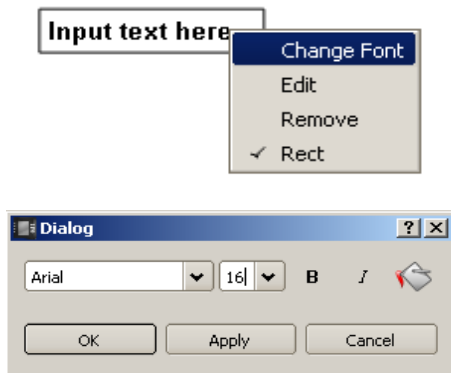 Input text here
Change Font
Edit
Remove
✓ Rect
Dialog ? ×
Arial 16 B I
OK Apply Cancel